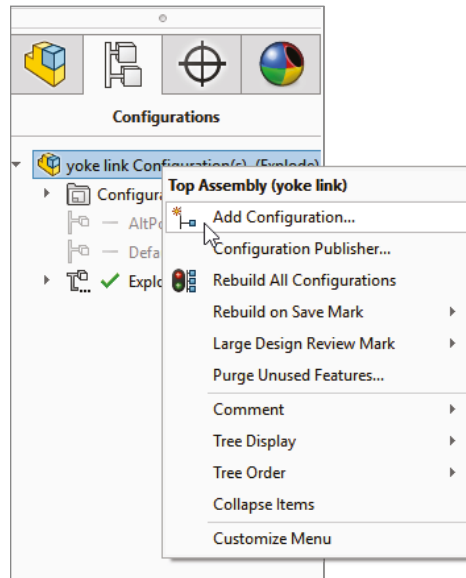 Configurations
yoke link Configuration(s) (Explode)
Top Assembly (yoke link)
Configura
Add Configuration...
AltPo
Configuration Publisher...
Defa
Rebuild All Configurations
Explo
Rebuild on Save Mark
Large Design Review Mark
Purge Unused Features...
Comment
Tree Display
Tree Order
Collapse Items
Customize Menu